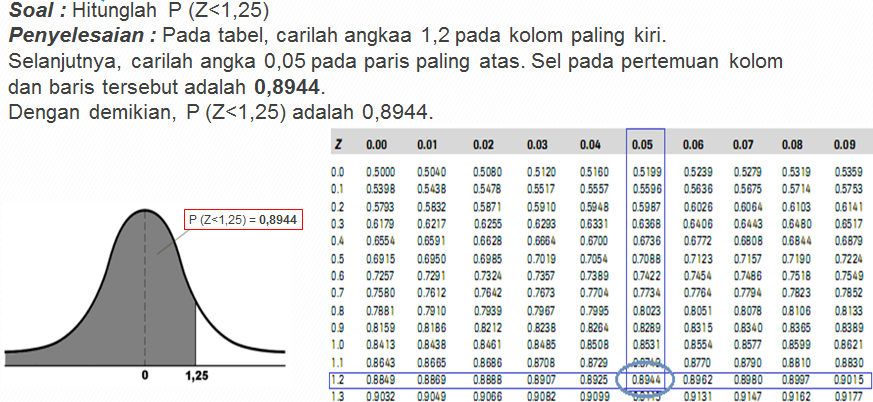 Soal : Hitunglah P (Z<1,25)
Penyelesaian : Pada tabel, carilah angkaa 1,2 pada kolom paling kiri.
Selanjutnya, carilah angka 0,05 pada paris paling atas. Sel pada pertemuan kolom
dan baris tersebut adalah 0,8944.
Dengan demikian, P (Z<1,25) adalah 0,8944.
P (Z<1,25) = 0,8944
0
1,25
Z 0.00 0.01 0.02 0.03 0.04 0.05 0.06 0.07 0.08 0.09
0.0 0.5000 0.5040 0.5080 0.5120 0.5160 0.5199 0.5239 0.5279 0.5319 0.5359
0.1 0.5398 0.5438 0.5478 0.5517 0.5557 0.5596 0.5636 0.5675 0.5714 0.5753
0.2 0.5793 0.5832 0.5871 0.5910 0.5948 0.5987 0.6026 0.6064 0.6103 0.6141
0.3 0.6179 0.6217 0.6255 0.6293 0.6331 0.6368 0.6406 0.6443 0.6480 0.6517
0.4 0.6554 0.6591 0.6628 0.6664 0.6700 0.6736 0.6772 0.6808 0.6844 0.6879
0.5 0.6915 0.6950 0.6985 0.7019 0.7054 0.7088 0.7123 0.7157 0.7190 0.7224
0.6 0.7257 0.7291 0.7324 0.7357 0.7389 0.7422 0.7454 0.7486 0.7518 0.7549
0.7 0.7580 0.7612 0.7642 0.7673 0.7704 0.7734 0.7764 0.7794 0.7823 0.7852
0.8 0.7881 0.7910 0.7939 0.7967 0.7995 0.8023 0.8051 0.8078 0.8106 0.8133
0.9 0.8159 0.8186 0.8212 0.8238 0.8264 0.8289 0.8315 0.8340 0.8365 0.8389
1.0 0.8413 0.8438 0.8461 0.8485 0.8508 0.8531 0.8554 0.8577 0.8599 0.8621
1.1 0.8643 0.8665 0.8686 0.8708 0.8729 0.8770 0.8790 0.8810 0.8830
1.2 0.8849 0.8869 0.8888 0.8907 0.8925 0.8944 0.8962 0.8980 0.8997 0.9015
1.3 0.9032 0.9049 0.9066 0.9082 0.9099 0.9131 0.9147 0.9162 0.9177